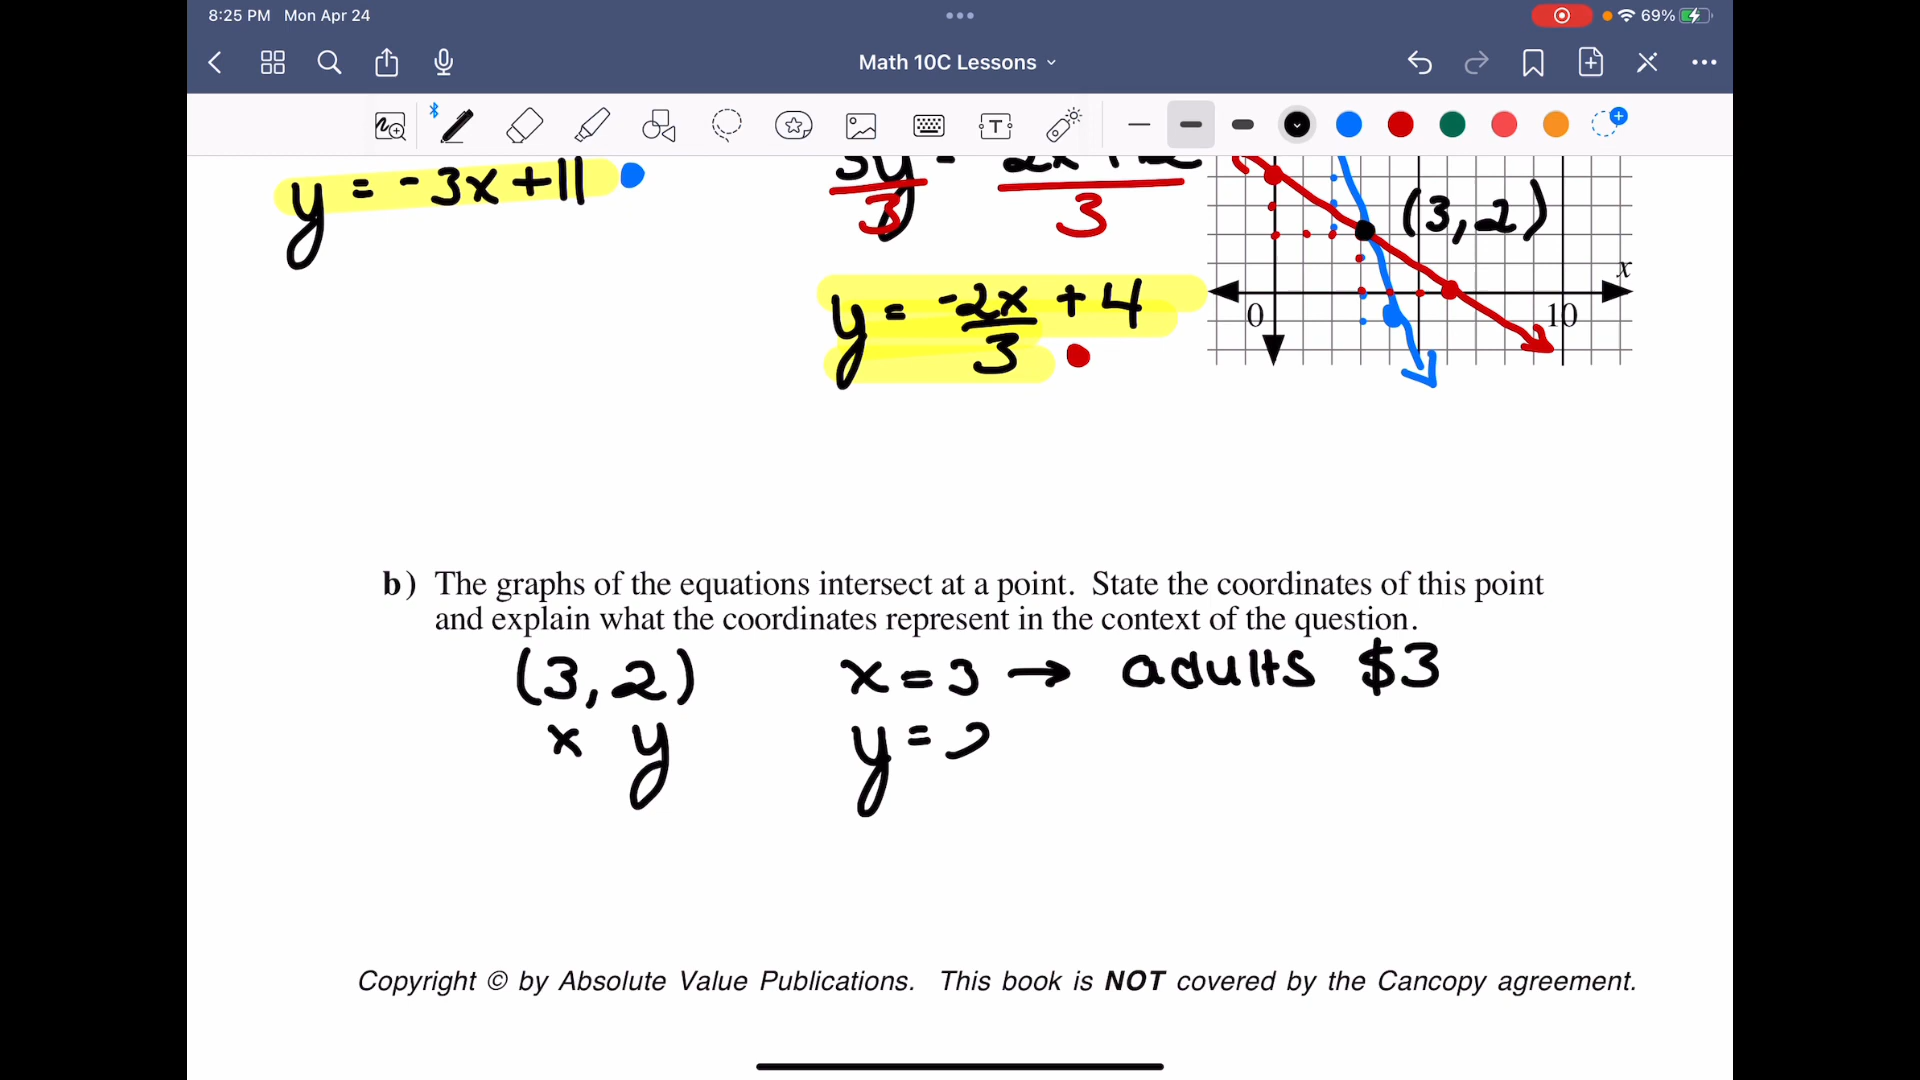 8:25 PM Mon Apr 24
69%
Math 10C Lessons
T
y = -3x + 11
3
3
y = -2x/3 + 4
(3, 2)
x
0
10
b) The graphs of the equations intersect at a point. State the coordinates of this point
and explain what the coordinates represent in the context of the question.
(3, 2)
x y
x = 3 → adults $3
y = 2
Copyright © by Absolute Value Publications. This book is NOT covered by the Cancopy agreement.